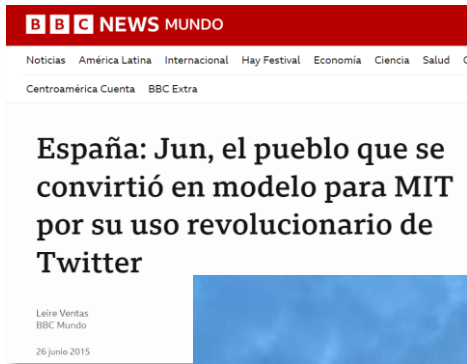 BBC NEWS MUNDO
Noticias América Latina Internacional Hay Festival Economía Ciencia Salud
Centroamérica Cuenta BBC Extra
España: Jun, el pueblo que se
convirtió en modelo para MIT
por su uso revolucionario de
Twitter
Leire Ventas
BBC Mundo
26 junio 2015